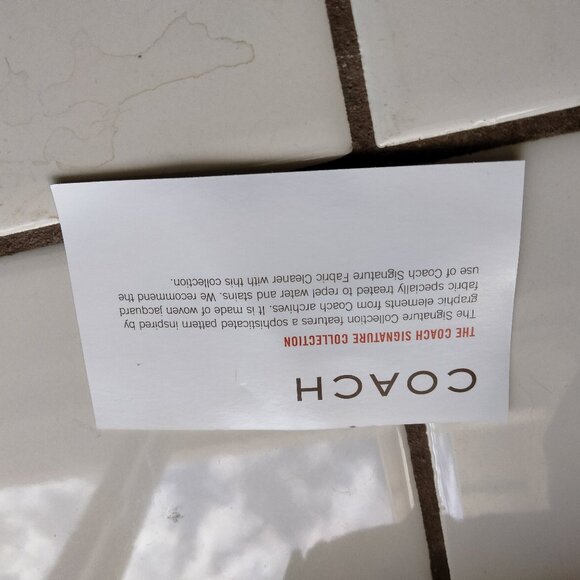 COACH
THE COACH SIGNATURE COLLECTION
The Signature Collection features a sophisticated pattern inspired by
graphic elements from Coach archives. It is made of woven jacquard
fabric specially treated to repel water and stains. We recommend the
use of Coach Signature Fabric Cleaner with this collection.